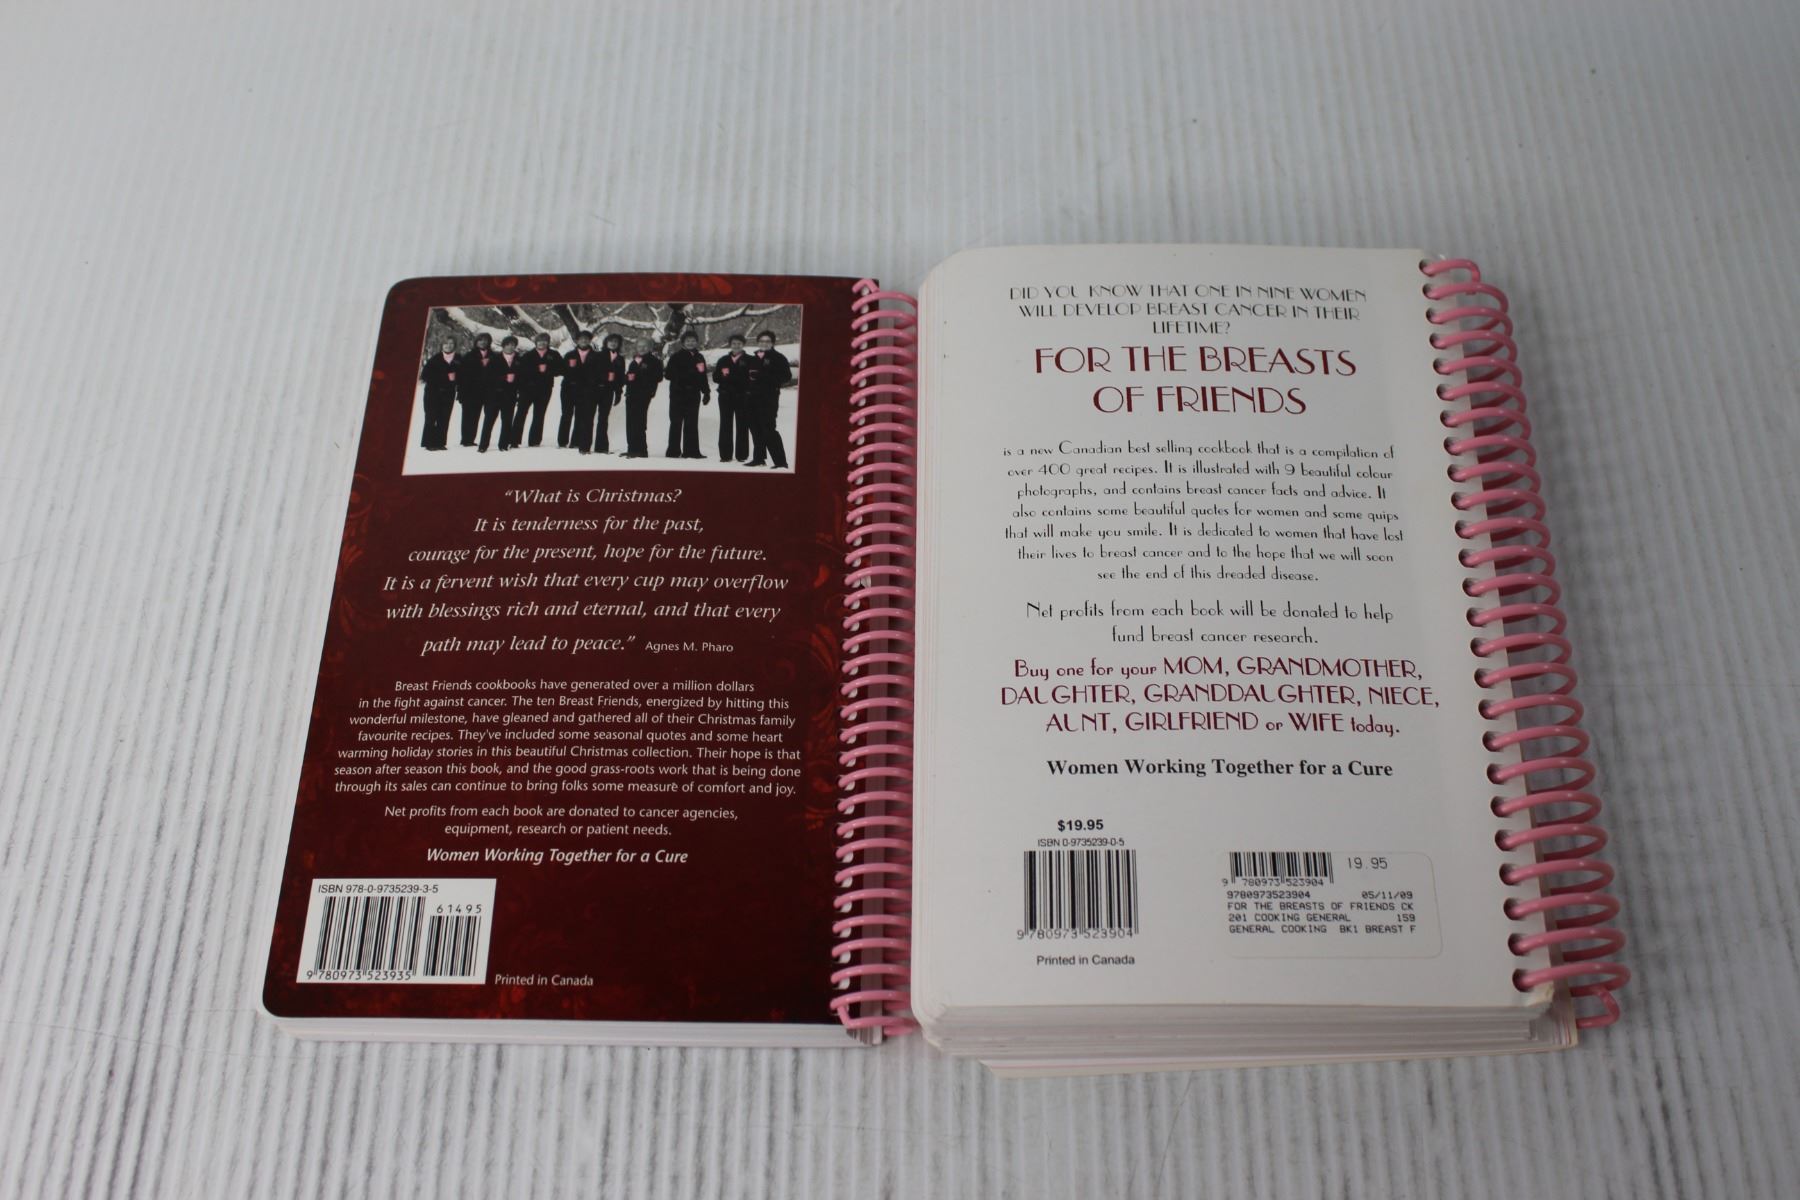 “What is Christmas?
It is tenderness for the past,
courage for the present, hope for the future.
It is a fervent wish that every cup may overflow
with blessings rich and eternal, and that every
path may lead to peace.” Agnes M. Pharo
Breast Friends cookbooks have generated over a million dollars
in the fight against cancer. The ten Breast Friends, energized by hitting this
wonderful milestone, have gleaned and gathered all of their Christmas family
favourite recipes. They've included some seasonal quotes and some heart
warming holiday stories in this beautiful Christmas collection. Their hope is that
season after season this book, and the good grass-roots work that is being done
through its sales can continue to bring folks some measure of comfort and joy.
Net profits from each book are donated to cancer agencies,
equipment, research or patient needs.
Women Working Together for a Cure
ISBN 978-0-9735239-3-5
61495
9 780973 523935
Printed in Canada
DID YOU KNOW THAT ONE IN NINE WOMEN
WILL DEVELOP BREAST CANCER IN THEIR
LIFETIME?
FOR THE BREASTS
OF FRIENDS
is a new Canadian best selling cookbook that is a compilation of
over 400 great recipes. It is illustrated with 9 beautiful colour
photographs, and contains breast cancer facts and advice. It
also contains some beautiful quotes for women and some quips
that will make you smile. It is dedicated to women that have lost
their lives to breast cancer and to the hope that we will soon
see the end of this dreaded disease.
Net profits from each book will be donated to help
fund breast cancer research.
Buy one for your MOM, GRANDMOTHER,
DAUGHTER, GRANDDAUGHTER, NIECE,
AUNT, GIRLFRIEND or WIFE today.
Women Working Together for a Cure
$19.95
ISBN 0-9735239-0-5
9 780973 523904
Printed in Canada
19.95
9 780973 523904
9780973523904 05/11/09
FOR THE BREASTS OF FRIENDS CK
201 COOKING GENERAL 159
GENERAL COOKING BK1 BREAST F